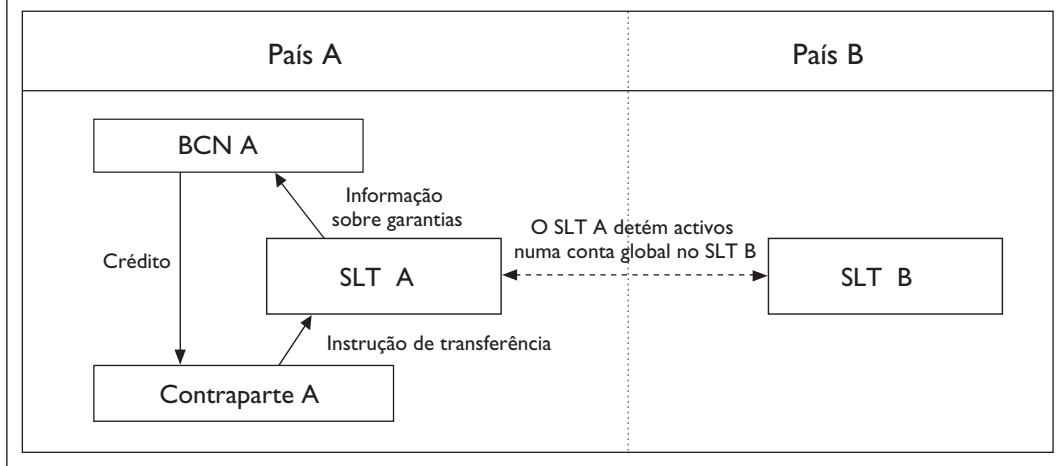 País A
País B
BCN A
Informação
sobre garantias
O SLT A detém activos
numa conta global no SLT B
Crédito
SLT A
SLT B
Instrução de transferência
Contraparte A